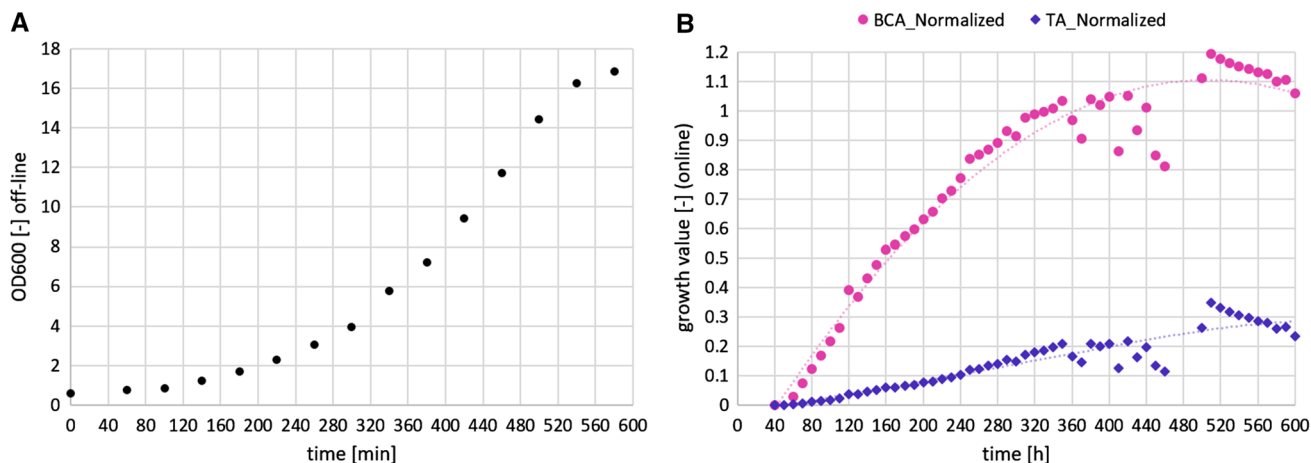 A
18
16
14
12
10
8
6
4
2
0
OD600 [-] off-line
0 40 80 120 160 200 240 280 320 360 400 440 480 520 560 600
time [min]
B
BCA_Normalized TA_Normalized
1.2
1.1
1
0.9
0.8
0.7
0.6
0.5
0.4
0.3
0.2
0.1
0
growth value [-] (online)
0 40 80 120 160 200 240 280 320 360 400 440 480 520 560 600
time [h]